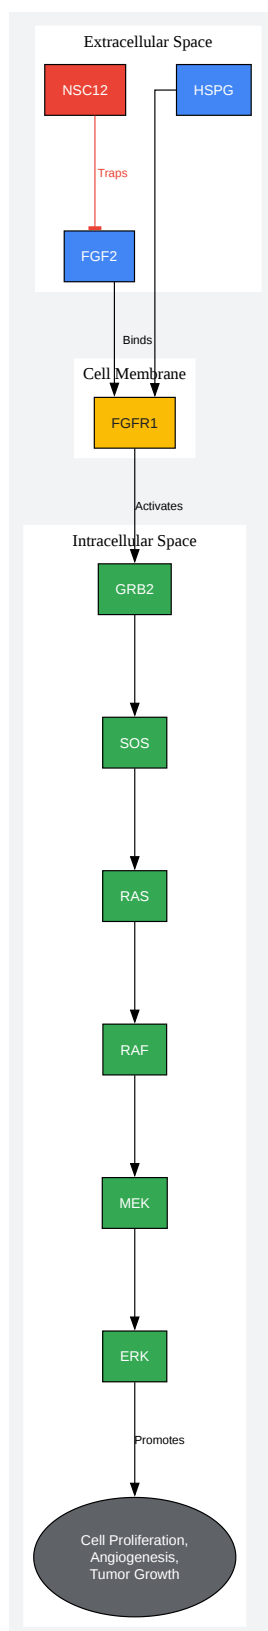 Extracellular Space
NSC12
HSPG
Traps
FGF2
Binds
Cell Membrane
FGFR1
Activates
Intracellular Space
GRB2
SOS
RAS
RAF
MEK
ERK
Promotes
Cell Proliferation,
Angiogenesis,
Tumor Growth